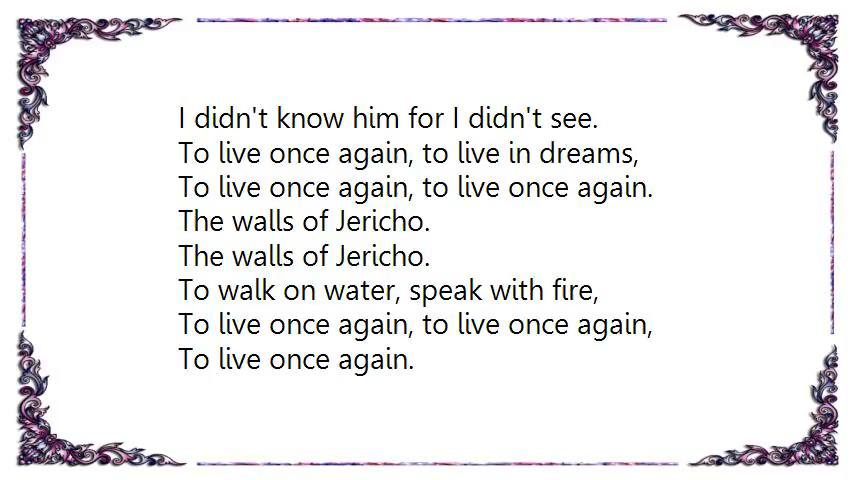 I didn't know him for I didn't see.
To live once again, to live in dreams,
To live once again, to live once again.
The walls of Jericho.
The walls of Jericho.
To walk on water, speak with fire,
To live once again, to live once again,
To live once again.